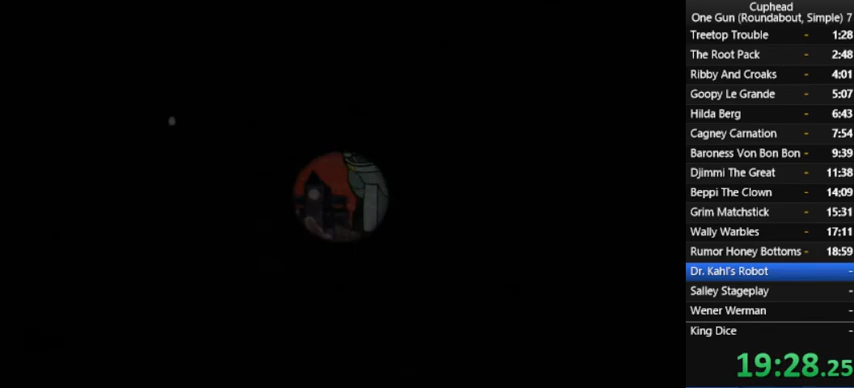 Cuphead
One Gun (Roundabout, Simple) 7
Treetop Trouble - 1:28
The Root Pack - 2:48
Ribby And Croaks - 4:01
Goopy Le Grande - 5:07
Hilda Berg - 6:43
Cagney Carnation - 7:54
Baroness Von Bon Bon - 9:39
Djimmi The Great - 11:38
Beppi The Clown - 14:09
Grim Matchstick - 15:31
Wally Warbles - 17:11
Rumor Honey Bottoms - 18:59
Dr. Kahl's Robot -
Salley Stageplay -
Wener Werman -
King Dice -
19:28.25